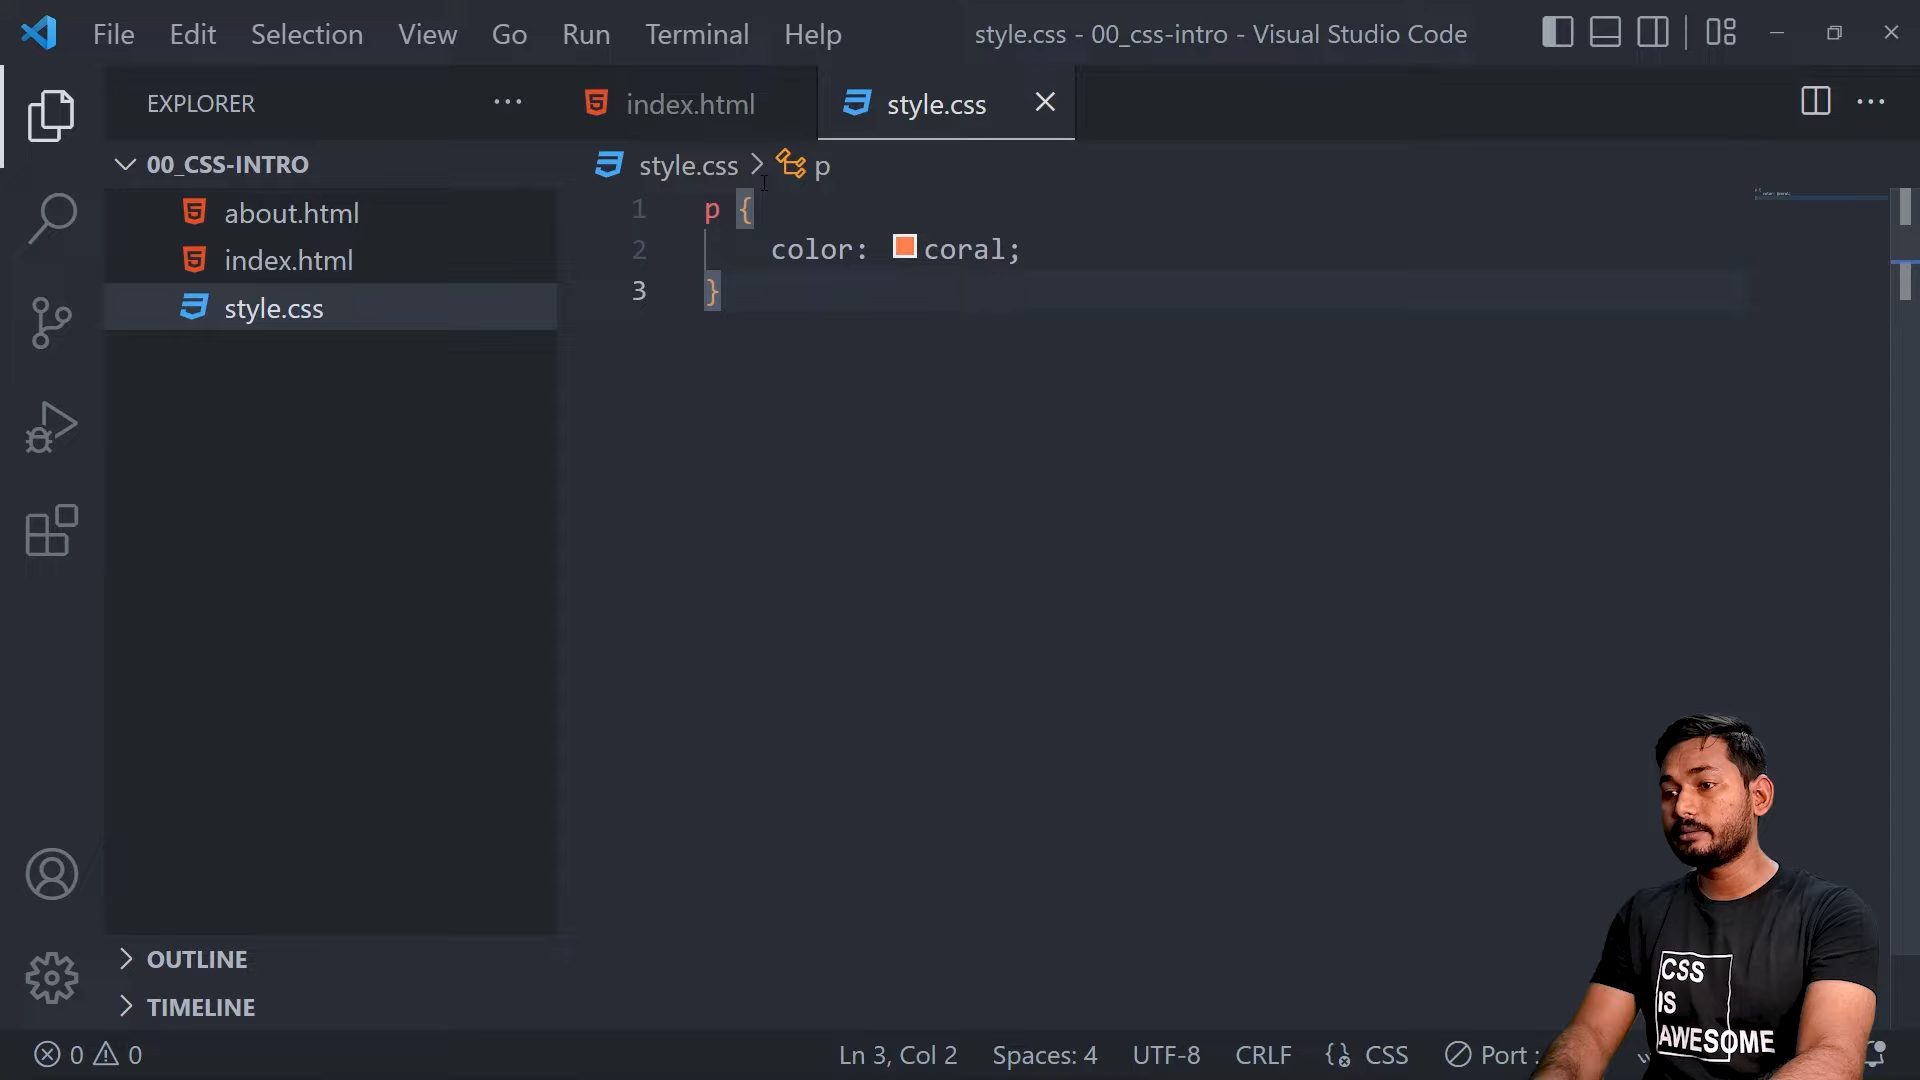 File Edit Selection View Go Run Terminal Help style.css - 00_css-intro - Visual Studio Code
EXPLORER
index.html style.css
00_CSS-INTRO
style.css > p
about.html
index.html
style.css
1 p {
2 color: coral;
3 }
OUTLINE
TIMELINE
CSS
IS
AWESOME
0 0 Ln 3, Col 2 Spaces: 4 UTF-8 CRLF CSS Port :